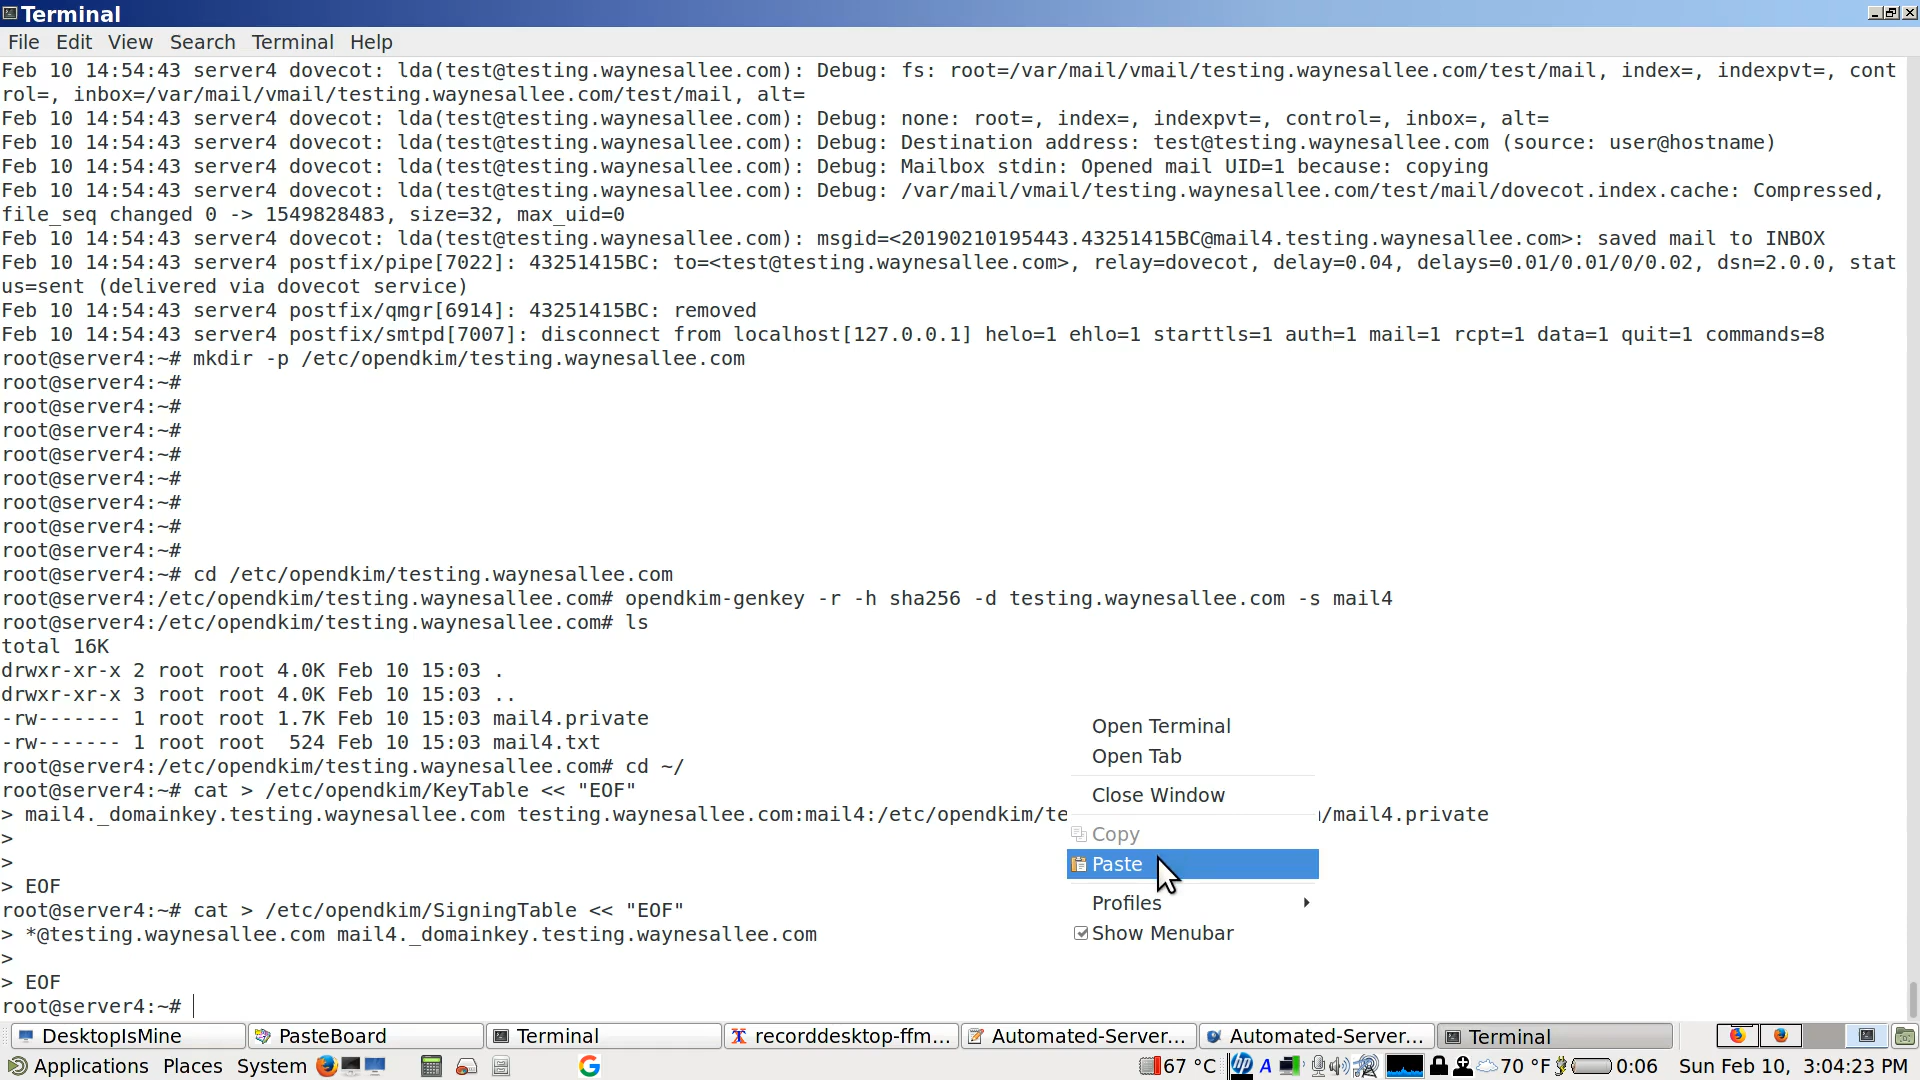 Terminal
File Edit View Search Terminal Help
Feb 10 14:54:43 server4 dovecot: lda(test@testing.waynesallee.com): Debug: fs: root=/var/mail/vmail/testing.waynesallee.com/test/mail, index=, indexpvt=, cont
rol=, inbox=/var/mail/vmail/testing.waynesallee.com/test/mail, alt=
Feb 10 14:54:43 server4 dovecot: lda(test@testing.waynesallee.com): Debug: none: root=, index=, indexpvt=, control=, inbox=, alt=
Feb 10 14:54:43 server4 dovecot: lda(test@testing.waynesallee.com): Debug: Destination address: test@testing.waynesallee.com (source: user@hostname)
Feb 10 14:54:43 server4 dovecot: lda(test@testing.waynesallee.com): Debug: Mailbox stdin: Opened mail UID=1 because: copying
Feb 10 14:54:43 server4 dovecot: lda(test@testing.waynesallee.com): Debug: /var/mail/vmail/testing.waynesallee.com/test/mail/dovecot.index.cache: Compressed,
file_seq changed 0 -> 1549828483, size=32, max_uid=0
Feb 10 14:54:43 server4 dovecot: lda(test@testing.waynesallee.com): msgid=<20190210195443.43251415BC@mail4.testing.waynesallee.com>: saved mail to INBOX
Feb 10 14:54:43 server4 postfix/pipe[7022]: 43251415BC: to=<test@testing.waynesallee.com>, relay=dovecot, delay=0.04, delays=0.01/0.01/0/0.02, dsn=2.0.0, stat
us=sent (delivered via dovecot service)
Feb 10 14:54:43 server4 postfix/qmgr[6914]: 43251415BC: removed
Feb 10 14:54:43 server4 postfix/smtpd[7007]: disconnect from localhost[127.0.0.1] helo=1 ehlo=1 starttls=1 auth=1 mail=1 rcpt=1 data=1 quit=1 commands=8
root@server4:~# mkdir -p /etc/opendkim/testing.waynesallee.com
root@server4:~#
root@server4:~#
root@server4:~#
root@server4:~#
root@server4:~#
root@server4:~#
root@server4:~#
root@server4:~#
root@server4:~# cd /etc/opendkim/testing.waynesallee.com
root@server4:/etc/opendkim/testing.waynesallee.com# opendkim-genkey -r -h sha256 -d testing.waynesallee.com -s mail4
root@server4:/etc/opendkim/testing.waynesallee.com# ls
total 16K
drwxr-xr-x 2 root root 4.0K Feb 10 15:03 .
drwxr-xr-x 3 root root 4.0K Feb 10 15:03 ..
-rw------- 1 root root 1.7K Feb 10 15:03 mail4.private
-rw------- 1 root root  524 Feb 10 15:03 mail4.txt
root@server4:/etc/opendkim/testing.waynesallee.com# cd ~/
root@server4:~# cat > /etc/opendkim/KeyTable << "EOF"
> mail4._domainkey.testing.waynesallee.com testing.waynesallee.com:mail4:/etc/opendkim/te /mail4.private
>
>
> EOF
root@server4:~# cat > /etc/opendkim/SigningTable << "EOF"
> *@testing.waynesallee.com mail4._domainkey.testing.waynesallee.com
>
> EOF
root@server4:~#
Open Terminal
Open Tab
Close Window
Copy
Paste
Profiles
Show Menubar
DesktopIsMine PasteBoard Terminal recorddesktop-ffm... Automated-Server... Automated-Server... Terminal
Applications Places System 67 °C A 70 °F 0:06 Sun Feb 10, 3:04:23 PM